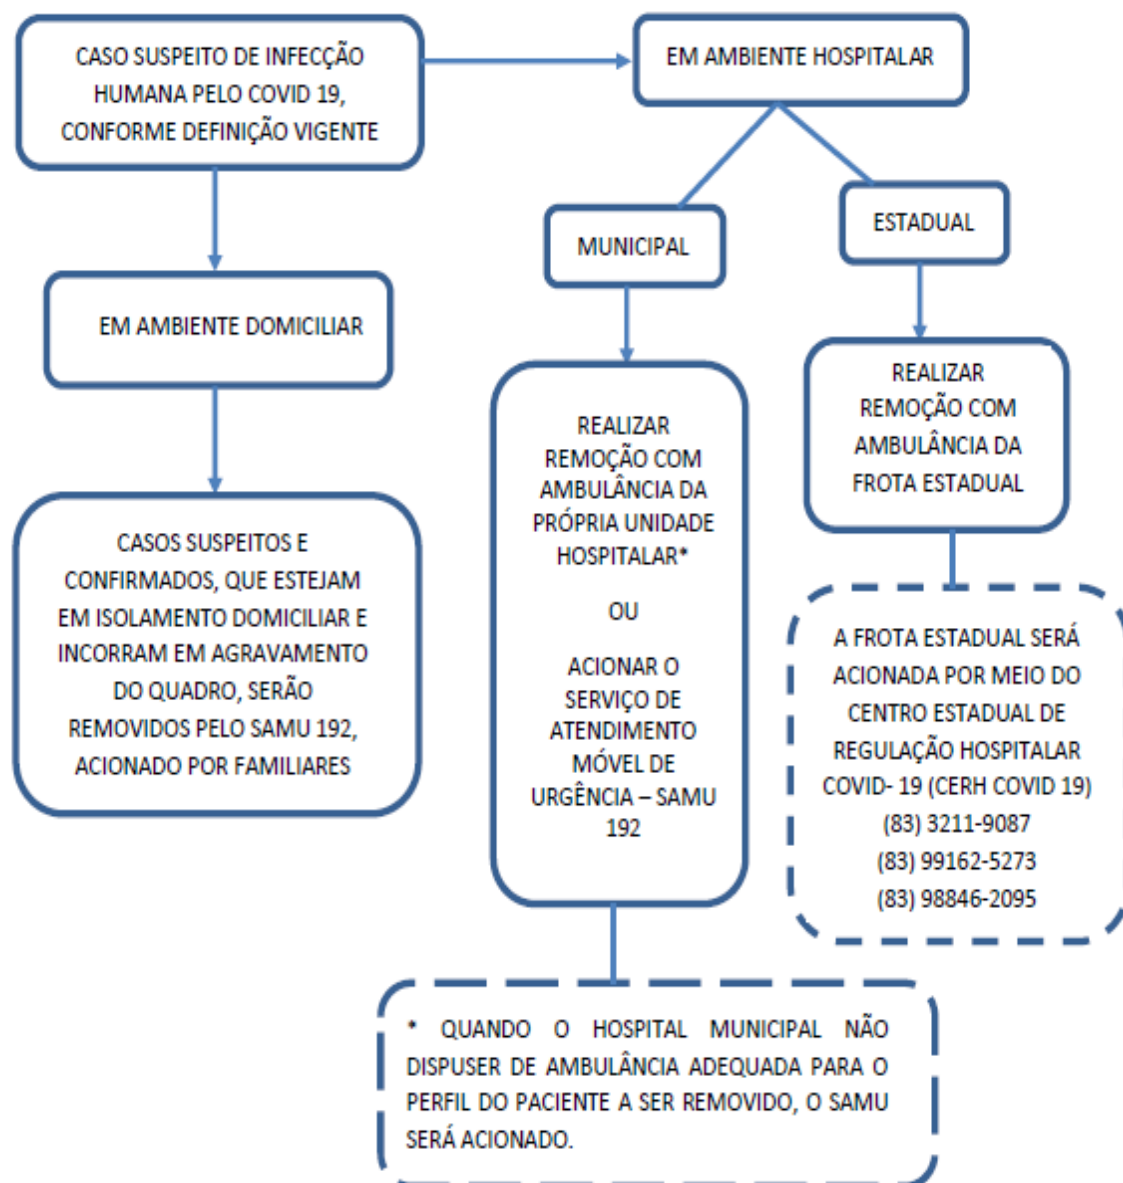 CASO SUSPEITO DE INFECÇÃO
HUMANA PELO COVID 19,
CONFORME DEFINIÇÃO VIGENTE
EM AMBIENTE HOSPITALAR
MUNICIPAL
ESTADUAL
EM AMBIENTE DOMICILIAR
CASOS SUSPEITOS E
CONFIRMADOS, QUE ESTEJAM
EM ISOLAMENTO DOMICILIAR E
INCORRAM EM AGRAVAMENTO
DO QUADRO, SERÃO
REMOVIDOS PELO SAMU 192,
ACIONADO POR FAMILIARES
REALIZAR
REMOÇÃO COM
AMBULÂNCIA DA
PRÓPRIA UNIDADE
HOSPITALAR*
OU
ACIONAR O
SERVIÇO DE
ATENDIMENTO
MÓVEL DE
URGÊNCIA – SAMU
192
REALIZAR
REMOÇÃO COM
AMBULÂNCIA DA
FROTA ESTADUAL
A FROTA ESTADUAL SERÁ
ACIONADA POR MEIO DO
CENTRO ESTADUAL DE
REGULAÇÃO HOSPITALAR
COVID- 19 (CERH COVID 19)
(83) 3211-9087
(83) 99162-5273
(83) 98846-2095
* QUANDO O HOSPITAL MUNICIPAL NÃO
DISPUSER DE AMBULÂNCIA ADEQUADA PARA O
PERFIL DO PACIENTE A SER REMOVIDO, O SAMU
SERÁ ACIONADO.